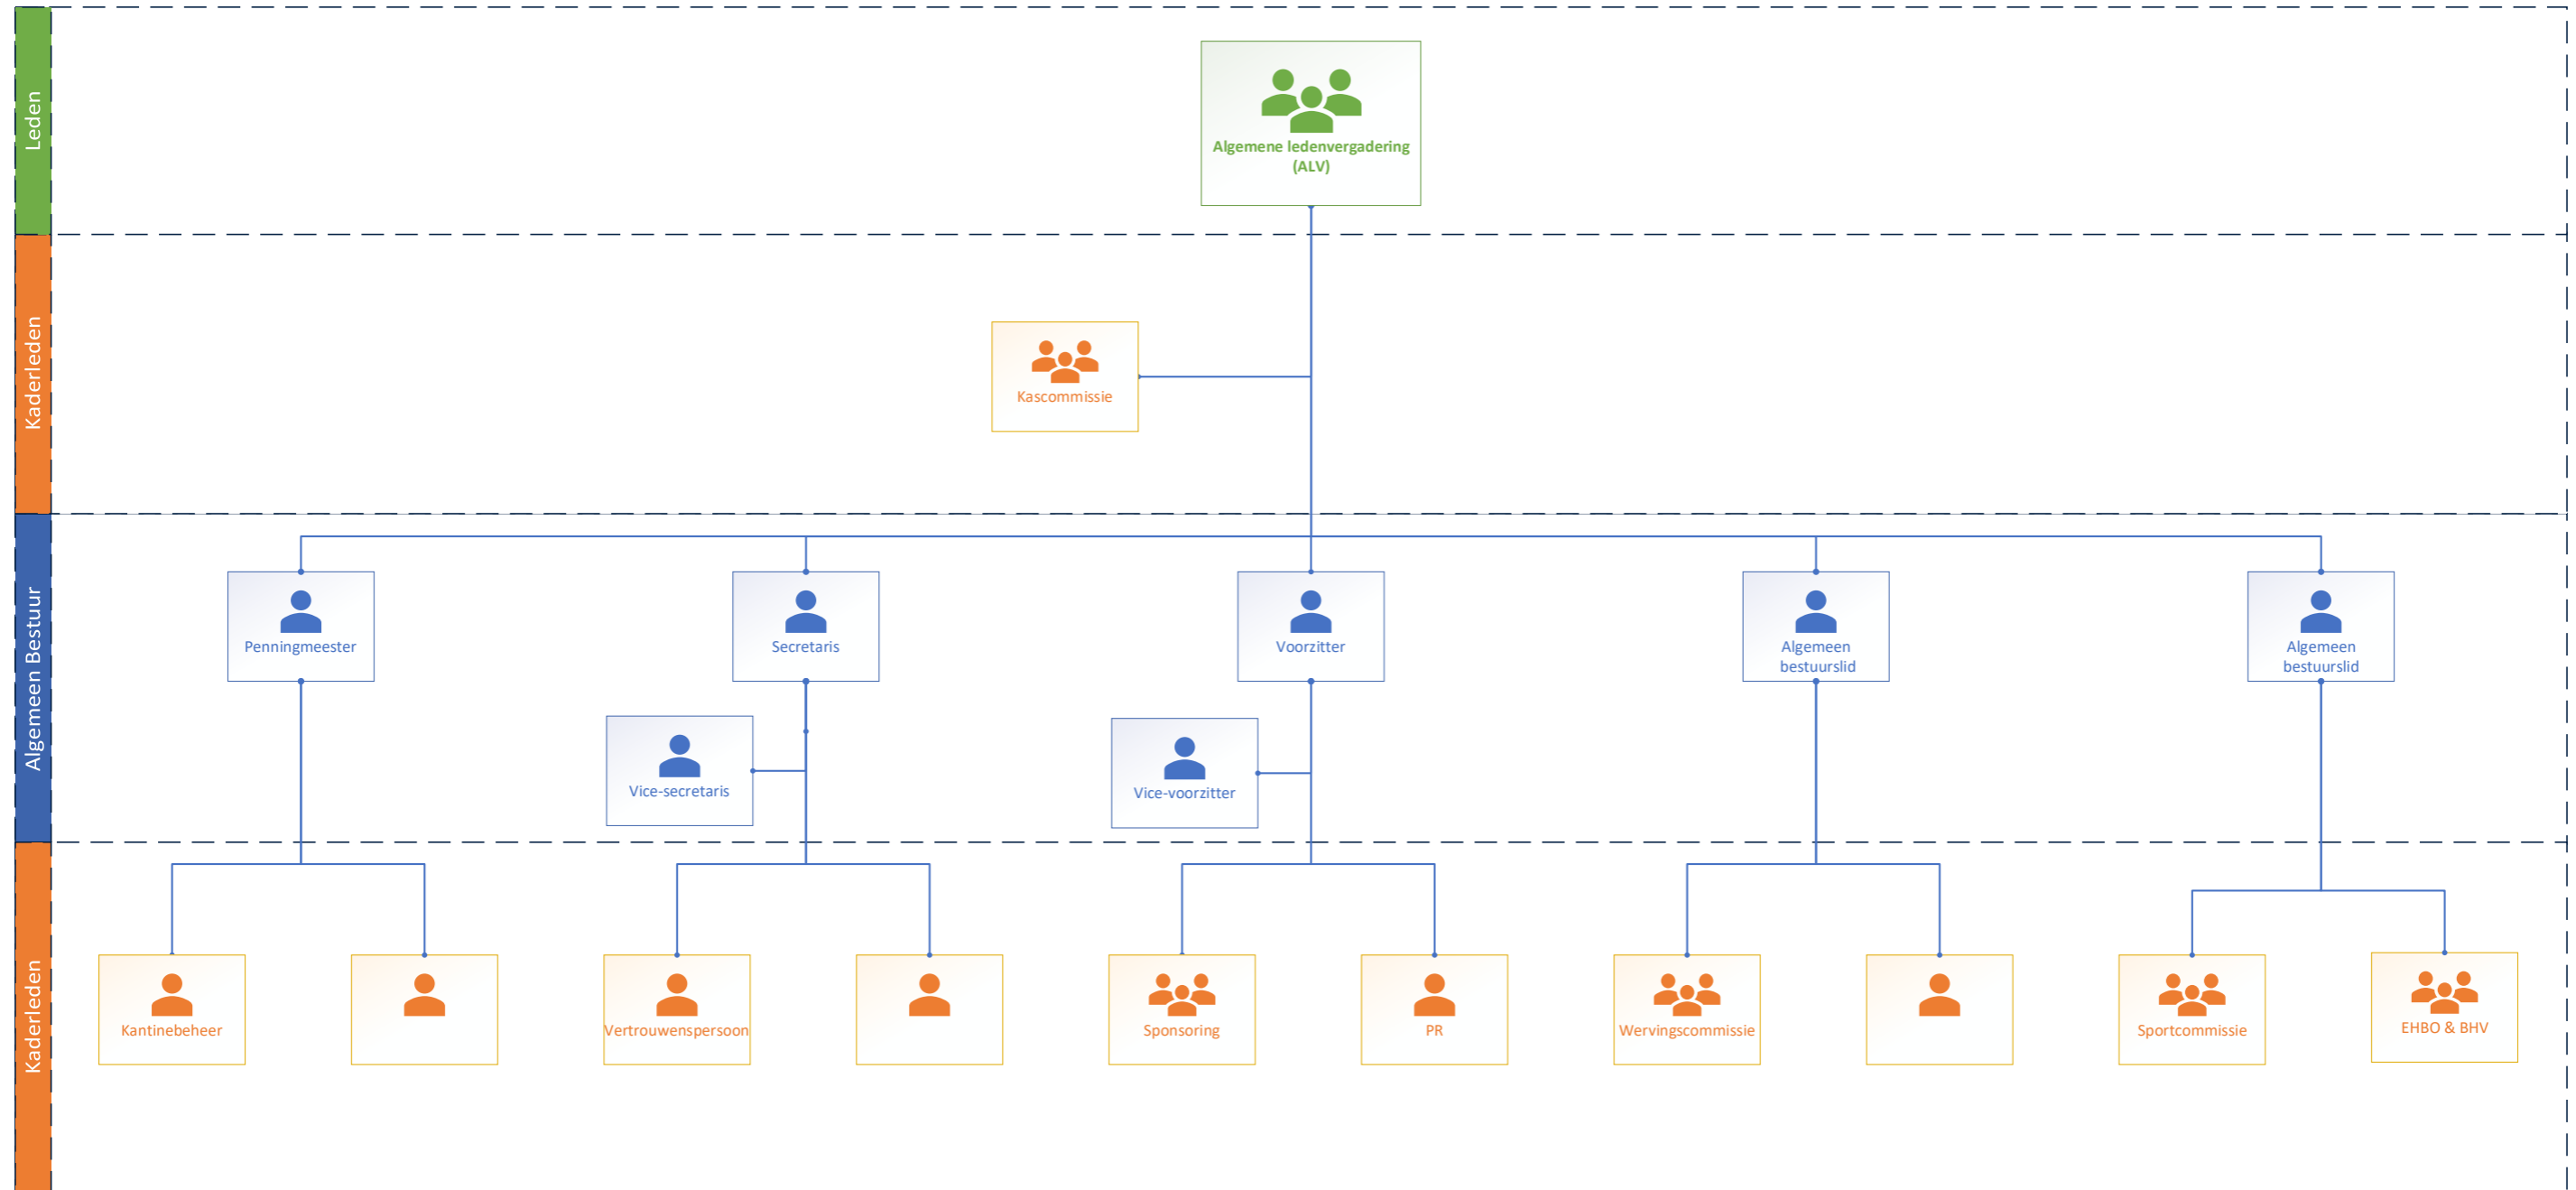 Leden
Algemene ledenvergadering
(ALV)
Kaderleden
Kascommissie
Algemeen Bestuur
Penningmeester
Secretaris
Voorzitter
Algemeen
bestuurslid
Algemeen
bestuurslid
Vice-secretaris
Vice-voorzitter
Kaderleden
Kantinebeheer
Vertrouwenspersoon
Sponsoring
PR
Wervingscommissie
Sportcommissie
EHBO & BHV